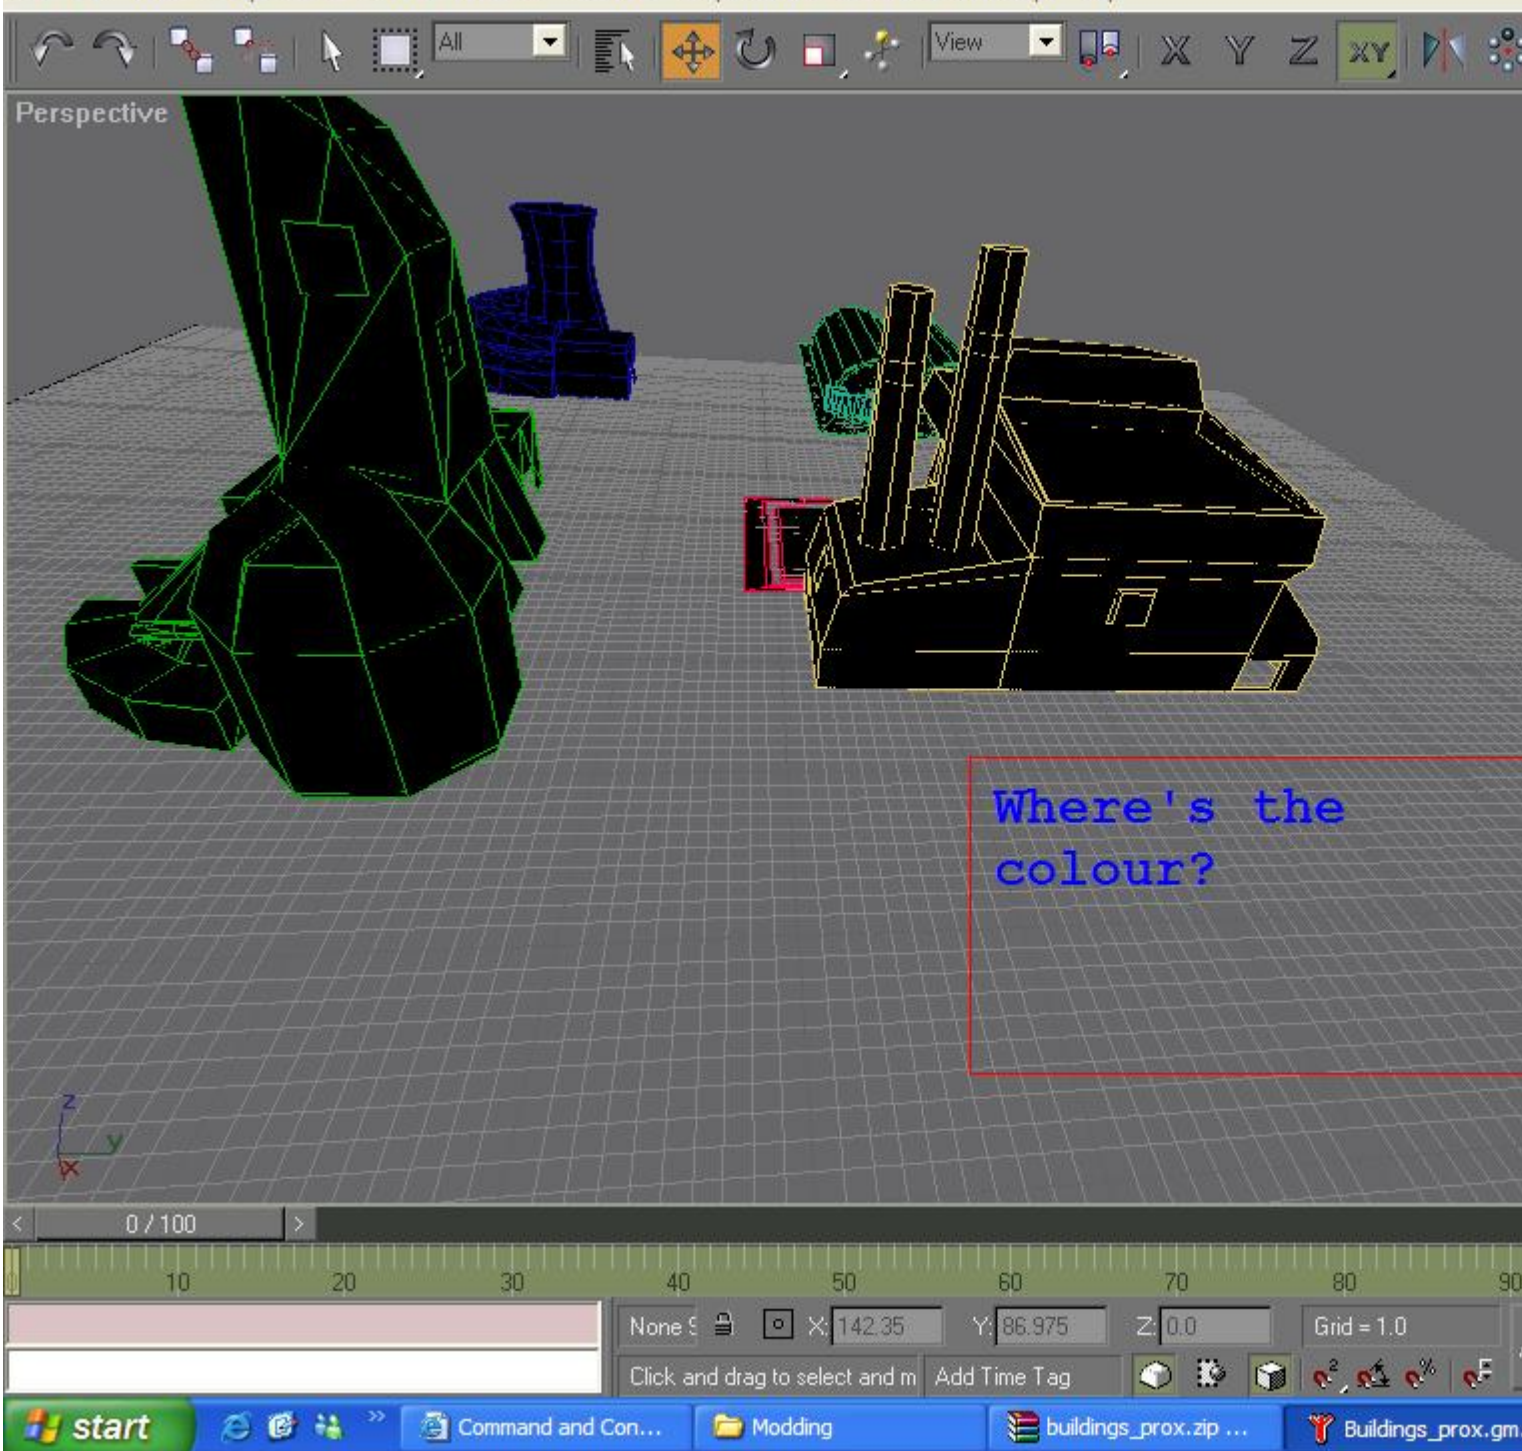 All
View
X Y Z XY
Perspective
Where's the
colour?
z
y
x
0 / 100
10 20 30 40 50 60 70 80 90
None S X: 142.35 Y: 86.975 Z: 0.0 Grid = 1.0
Click and drag to select and m Add Time Tag
start Command and Con... Modding buildings_prox.zip ... Buildings_prox.gm